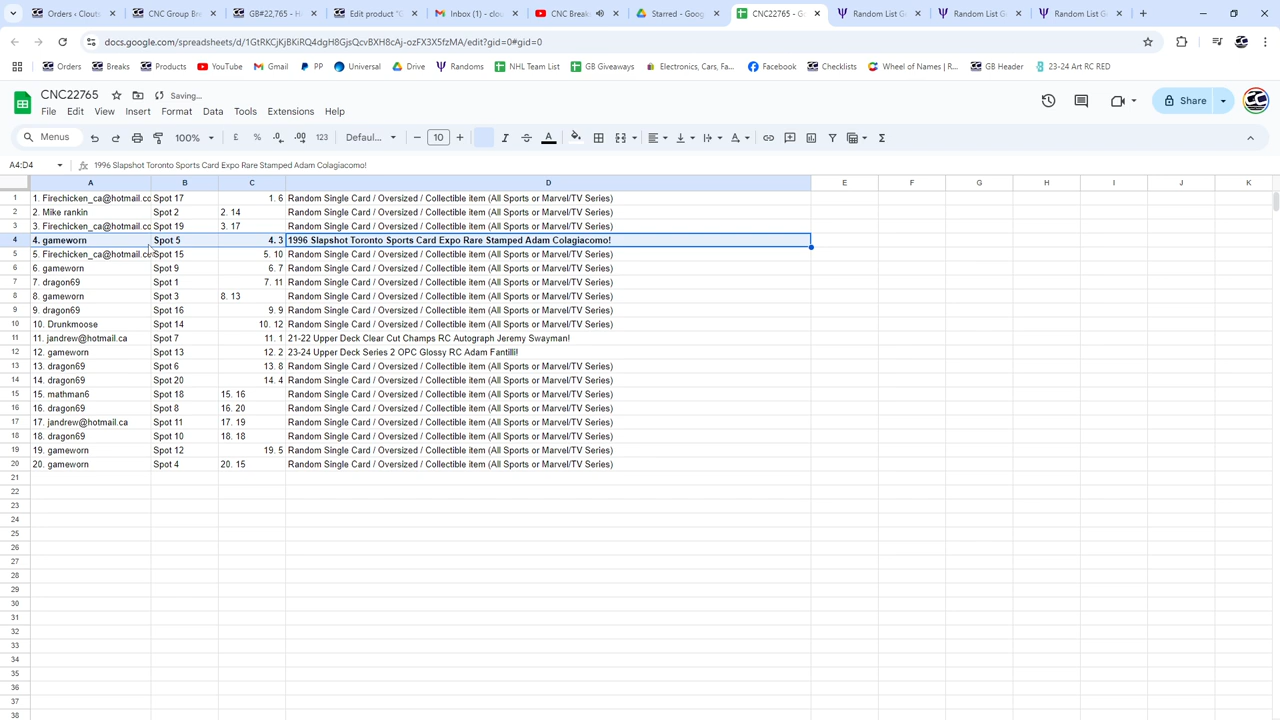 Orders · Clout
CNC Group Bre
GB#22765 - H
Edit product "C
Inbox (1) - clou
CNC Breaks
Starred - Goog
CNC22765 - G
Random List G
Random List G
Random List G
docs.google.com/spreadsheets/d/1GtRKCjKjBKiRQ4dgH8GjsQcvBXH8cAj-ozFX3X5fzMA/edit?gid=0#gid=0
Orders Breaks Products YouTube Gmail PP Universal Drive Randoms NHL Team List GB Giveaways Electronics, Cars, Fa... Facebook Checklists Wheel of Names | R... GB Header 23-24 Art RC RED
CNC22765 Saving...
File Edit View Insert Format Data Tools Extensions Help
Share
Menus 100% £ % .0 .00 123 Defaul... 10
A4:D4 1996 Slapshot Toronto Sports Card Expo Rare Stamped Adam Colagiacomo!
A B C D E F G H I J K
1 1. Firechicken_ca@hotmail.co Spot 17 1. 6 Random Single Card / Oversized / Collectible item (All Sports or Marvel/TV Series)
2 2. Mike rankin Spot 2 2. 14 Random Single Card / Oversized / Collectible item (All Sports or Marvel/TV Series)
3 3. Firechicken_ca@hotmail.co Spot 19 3. 17 Random Single Card / Oversized / Collectible item (All Sports or Marvel/TV Series)
4 4. gameworn Spot 5 4. 3 1996 Slapshot Toronto Sports Card Expo Rare Stamped Adam Colagiacomo!
5 5. Firechicken_ca@hotmail.co Spot 15 5. 10 Random Single Card / Oversized / Collectible item (All Sports or Marvel/TV Series)
6 6. gameworn Spot 9 6. 7 Random Single Card / Oversized / Collectible item (All Sports or Marvel/TV Series)
7 7. dragon69 Spot 1 7. 11 Random Single Card / Oversized / Collectible item (All Sports or Marvel/TV Series)
8 8. gameworn Spot 3 8. 13 Random Single Card / Oversized / Collectible item (All Sports or Marvel/TV Series)
9 9. dragon69 Spot 16 9. 9 Random Single Card / Oversized / Collectible item (All Sports or Marvel/TV Series)
10 10. Drunkmoose Spot 14 10. 12 Random Single Card / Oversized / Collectible item (All Sports or Marvel/TV Series)
11 11. jandrew@hotmail.ca Spot 7 11. 1 21-22 Upper Deck Clear Cut Champs RC Autograph Jeremy Swayman!
12 12. gameworn Spot 13 12. 2 23-24 Upper Deck Series 2 OPC Glossy RC Adam Fantilli!
13 13. dragon69 Spot 6 13. 8 Random Single Card / Oversized / Collectible item (All Sports or Marvel/TV Series)
14 14. dragon69 Spot 20 14. 4 Random Single Card / Oversized / Collectible item (All Sports or Marvel/TV Series)
15 15. mathman6 Spot 18 15. 16 Random Single Card / Oversized / Collectible item (All Sports or Marvel/TV Series)
16 16. dragon69 Spot 8 16. 20 Random Single Card / Oversized / Collectible item (All Sports or Marvel/TV Series)
17 17. jandrew@hotmail.ca Spot 11 17. 19 Random Single Card / Oversized / Collectible item (All Sports or Marvel/TV Series)
18 18. dragon69 Spot 10 18. 18 Random Single Card / Oversized / Collectible item (All Sports or Marvel/TV Series)
19 19. gameworn Spot 12 19. 5 Random Single Card / Oversized / Collectible item (All Sports or Marvel/TV Series)
20 20. gameworn Spot 4 20. 15 Random Single Card / Oversized / Collectible item (All Sports or Marvel/TV Series)
21
22
23
24
25
26
27
28
29
30
31
32
33
34
35
36
37
38